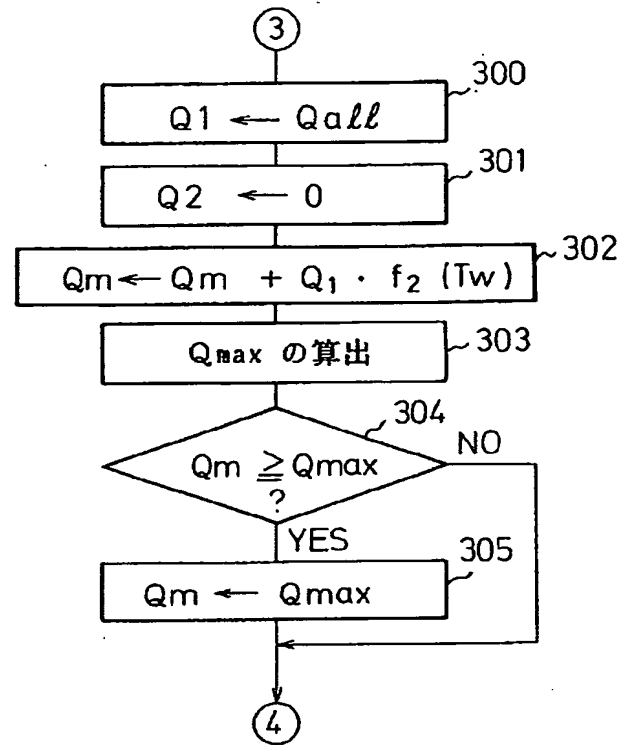 3
300
Q1 ← Qall
301
Q2 ← 0
302
Qm ← Qm + Q₁ · f₂ (Tw)
303
Qmax の算出
304
Qm ≧ Qmax
?
NO
YES
305
Qm ← Qmax
4